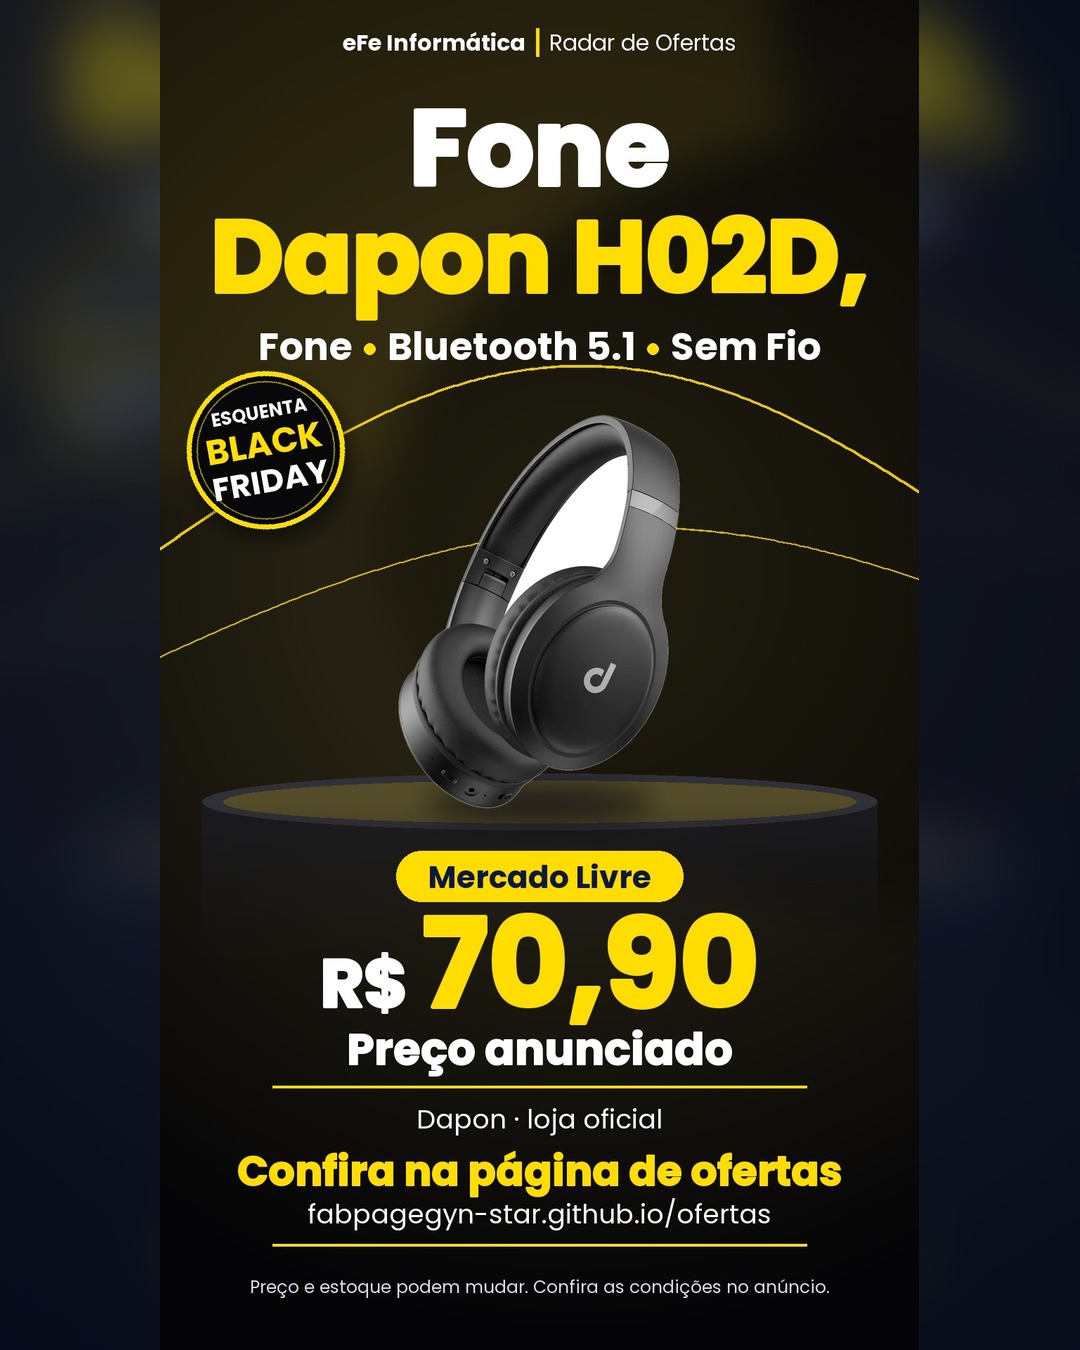 eFe Informática | Radar de Ofertas
Fone
Dapon H02D,
Fone • Bluetooth 5.1 • Sem Fio
ESQUENTA
BLACK
FRIDAY
d
Mercado Livre
R$ 70,90
Preço anunciado
Dapon · loja oficial
Confira na página de ofertas
fabpagegyn-star.github.io/ofertas
Preço e estoque podem mudar. Confira as condições no anúncio.